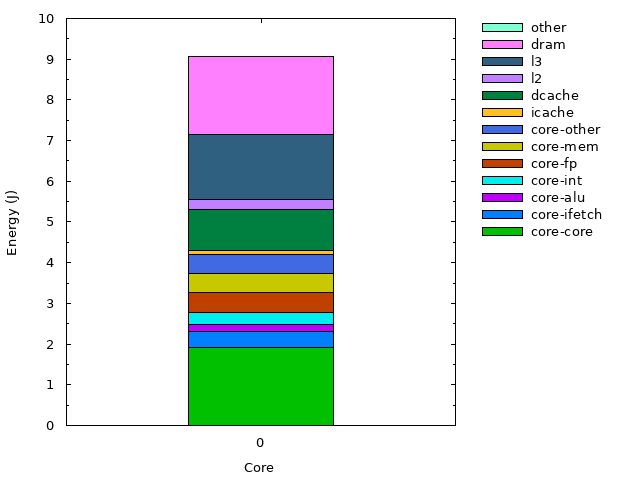 10
9
8
7
6
5
4
3
2
1
0
Energy (J)
0
Core
other
dram
l3
l2
dcache
icache
core-other
core-mem
core-fp
core-int
core-alu
core-ifetch
core-core